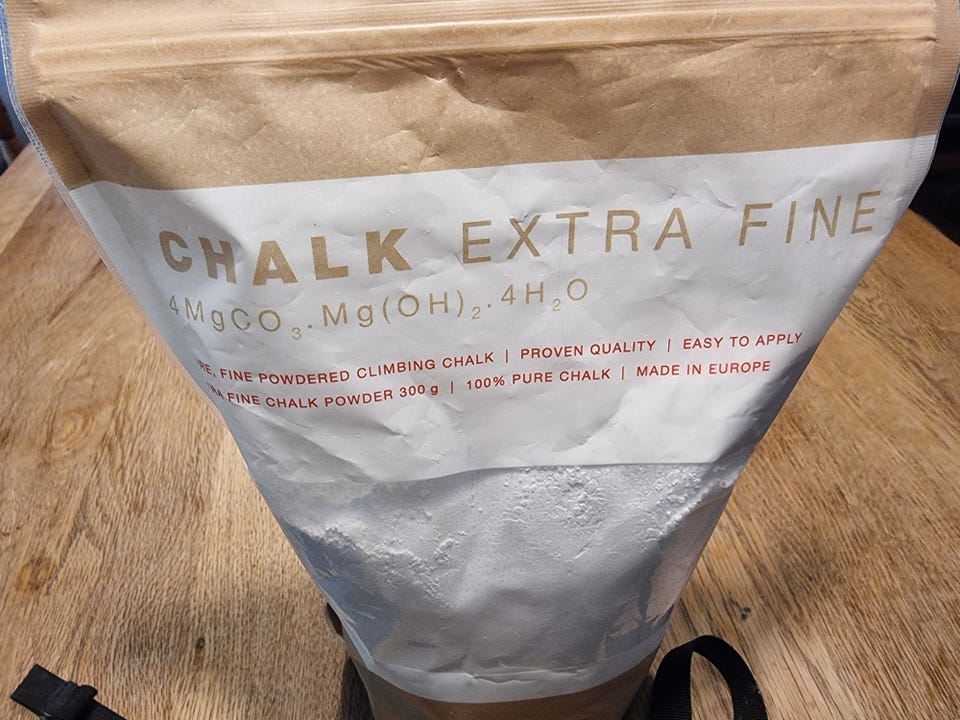 CHALK EXTRA FINE
4MgCO₃.Mg(OH)₂.4H₂O
FINE POWDERED CLIMBING CHALK | PROVEN QUALITY | EASY TO APPLY
FINE CHALK POWDER 300 g | 100% PURE CHALK | MADE IN EUROPE